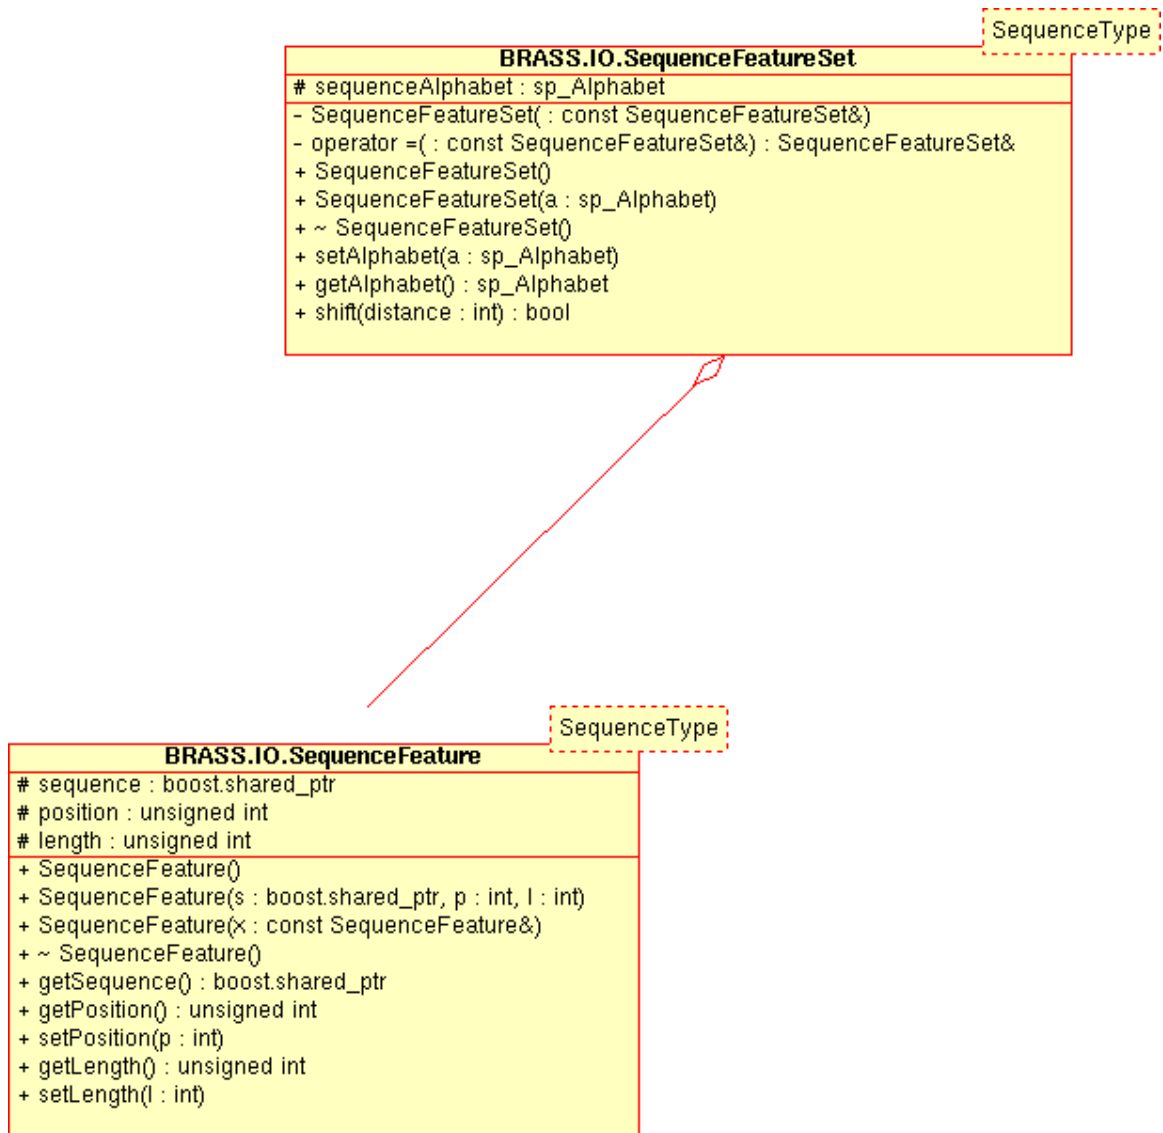 SequenceType
BRASS.IO.SequenceFeatureSet
# sequenceAlphabet : sp_Alphabet
- SequenceFeatureSet( : const SequenceFeatureSet&)
- operator =( : const SequenceFeatureSet&) : SequenceFeatureSet&
+ SequenceFeatureSet()
+ SequenceFeatureSet(a : sp_Alphabet)
+ ~ SequenceFeatureSet()
+ setAlphabet(a : sp_Alphabet)
+ getAlphabet() : sp_Alphabet
+ shift(distance : int) : bool
SequenceType
BRASS.IO.SequenceFeature
# sequence : boost.shared_ptr
# position : unsigned int
# length : unsigned int
+ SequenceFeature()
+ SequenceFeature(s : boost.shared_ptr, p : int, l : int)
+ SequenceFeature(x : const SequenceFeature&)
+ ~ SequenceFeature()
+ getSequence() : boost.shared_ptr
+ getPosition() : unsigned int
+ setPosition(p : int)
+ getLength() : unsigned int
+ setLength(l : int)